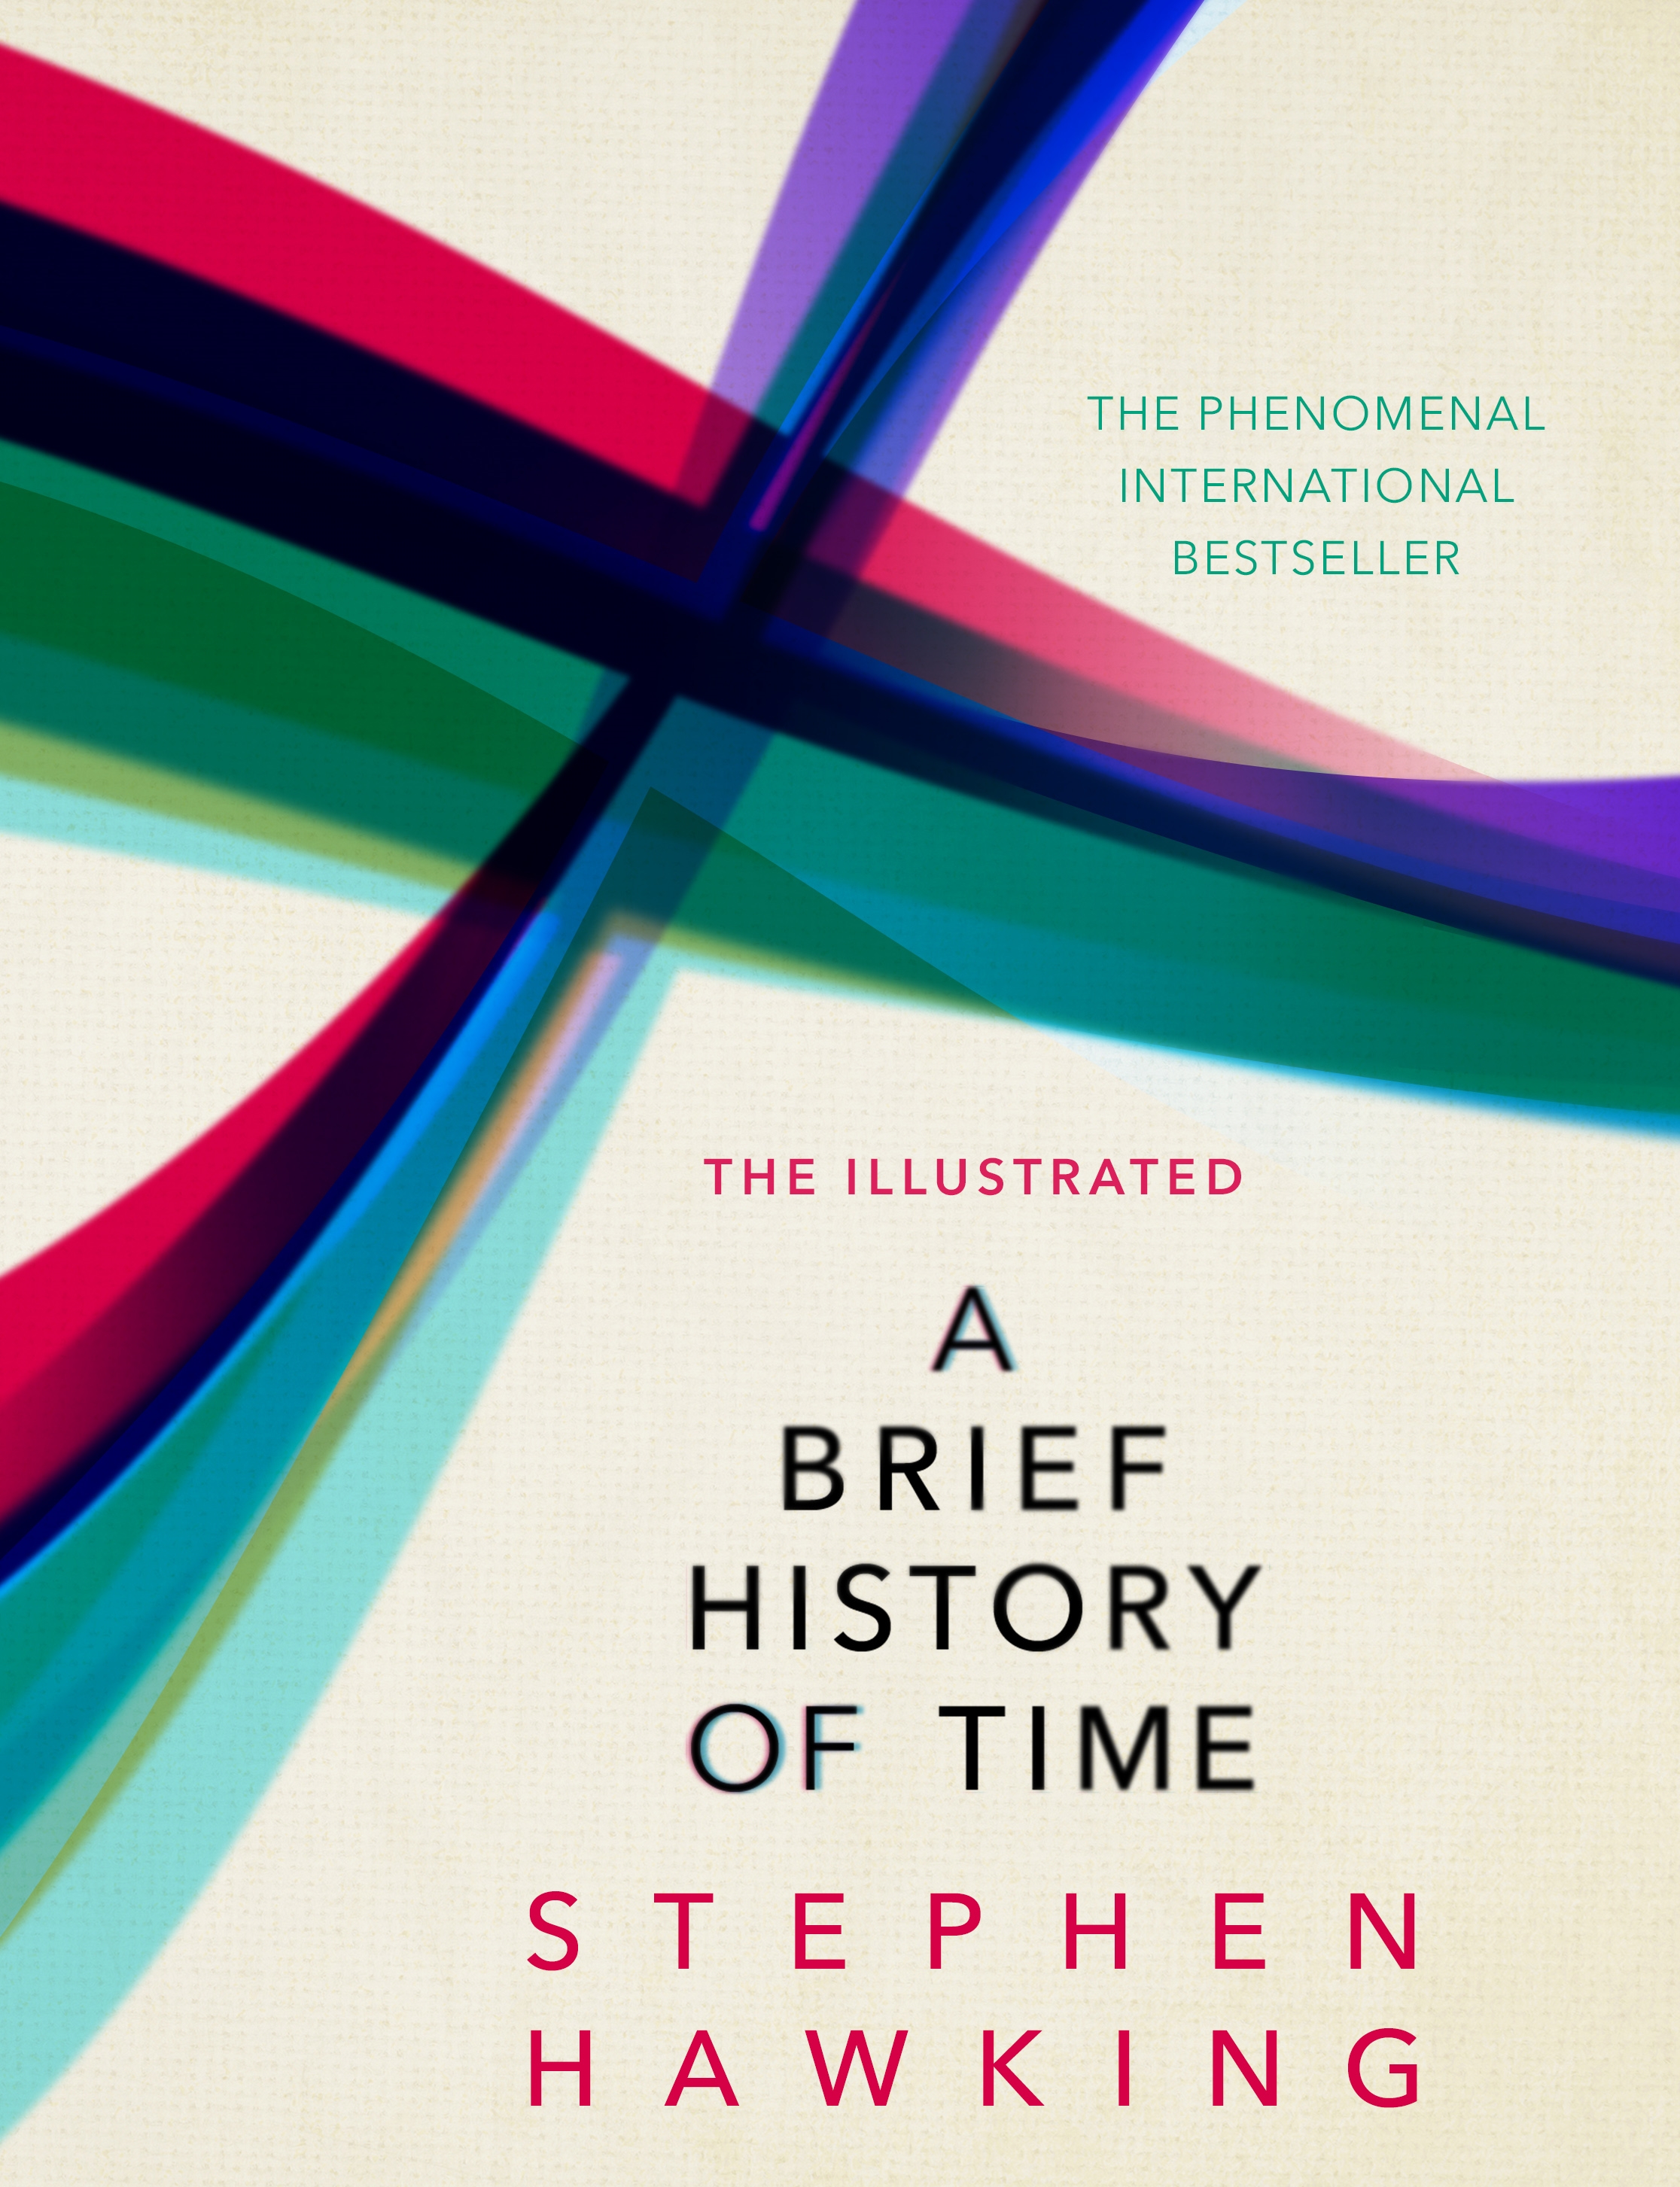 THE PHENOMENAL
INTERNATIONAL
BESTSELLER
THE ILLUSTRATED
A
BRIEF
HISTORY
OF TIME
STEPHEN
HAWKING